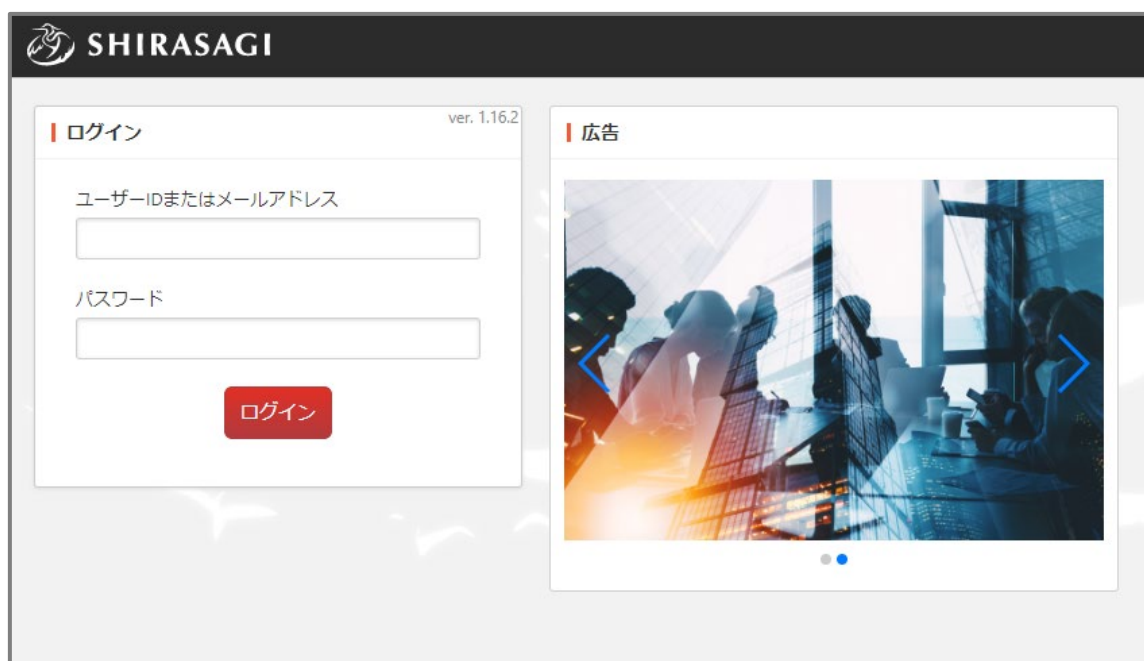 SHIRASAGI
ログイン
ver. 1.16.2
ユーザーIDまたはメールアドレス
パスワード
ログイン
広告